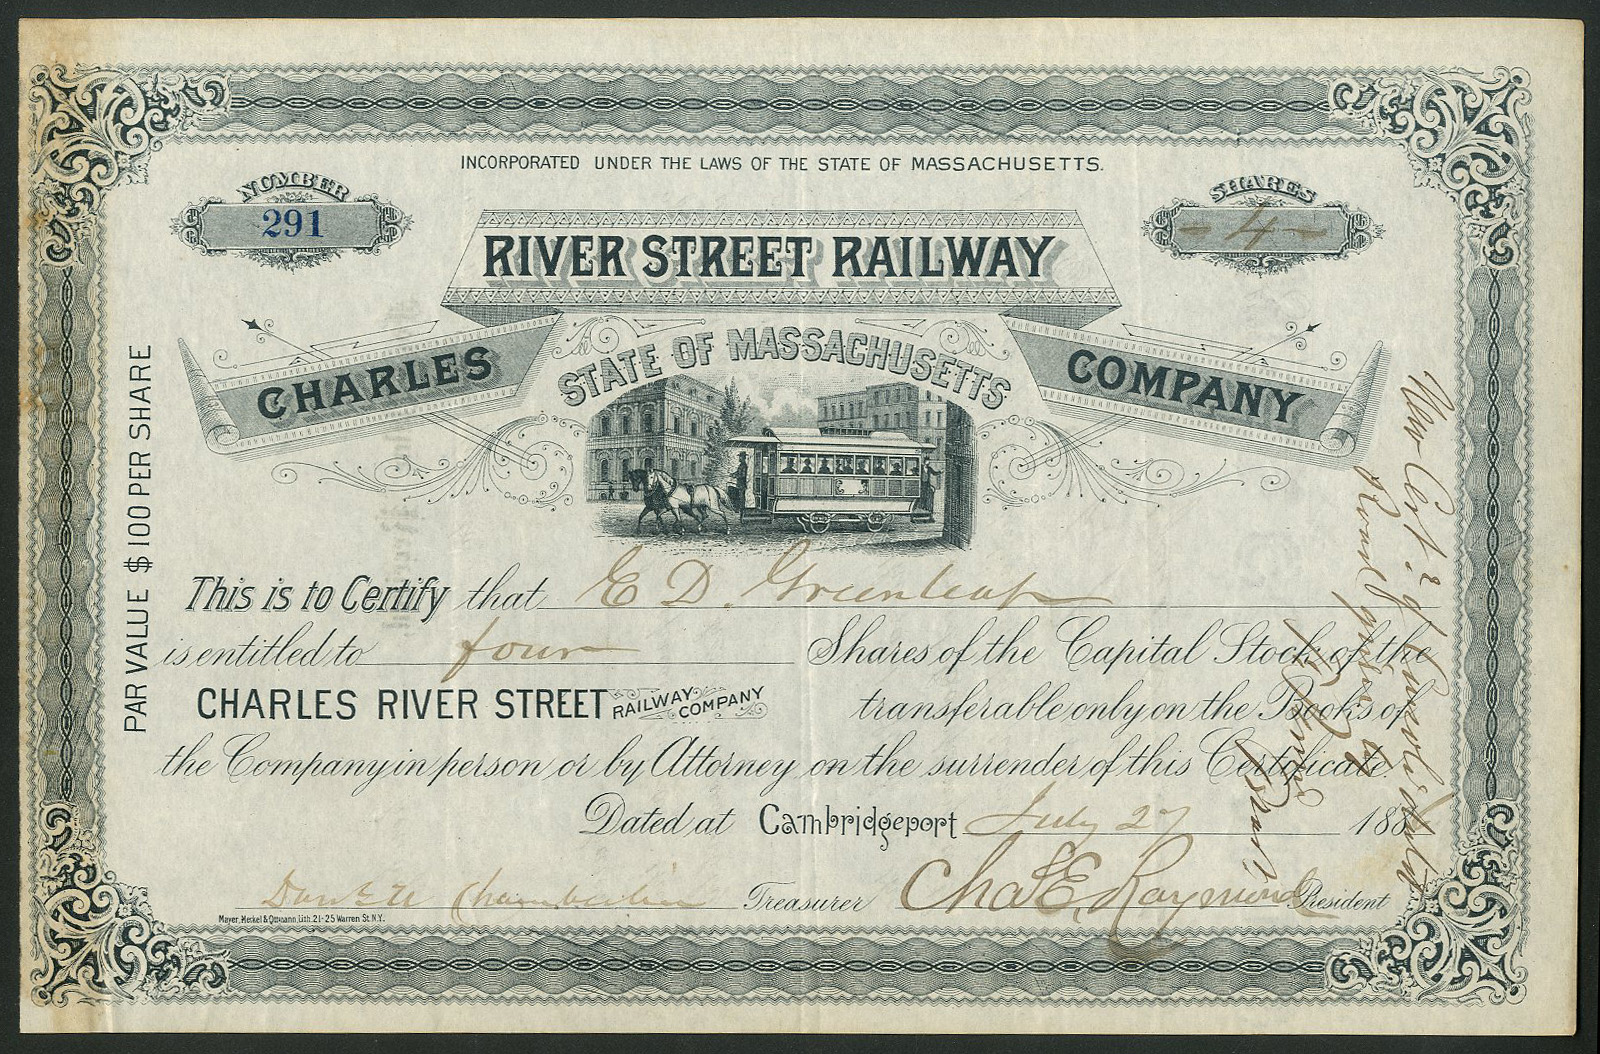 INCORPORATED UNDER THE LAWS OF THE STATE OF MASSACHUSETTS.
NUMBER
291
SHARES
- 4 -
CHARLES
RIVER STREET RAILWAY
COMPANY
STATE OF MASSACHUSETTS
PAR VALUE $100 PER SHARE
This is to Certify that E D. Greenleaf
is entitled to four Shares of the Capital Stock of the
CHARLES RIVER STREET RAILWAY COMPANY transferable only on the Books of
the Company in person or by Attorney on the surrender of this Certificate.
Dated at Cambridgeport July 27 188
Chamberlin Treasurer Chas E. Raymond President
Mayer, Merkel & Ottmann, Lith. 21-25 Warren St. N.Y.
New Cert.